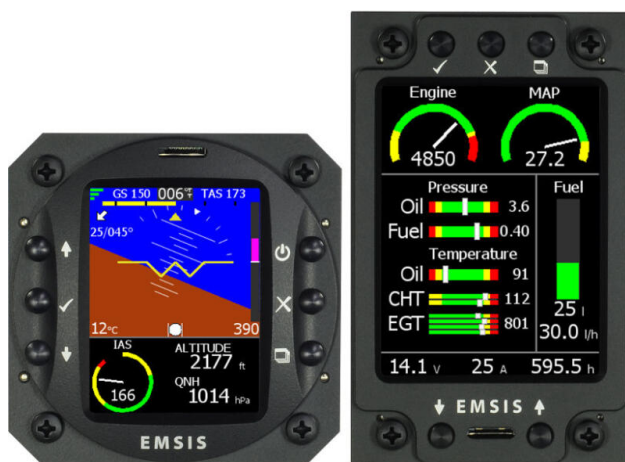 GS 150 006 TAS 173
25/045°
12°C 390
IAS
166
ALTITUDE
2177 ft
QNH
1014 hPa
EMSIS
Engine MAP
4850 27.2
Pressure
Oil 3.6
Fuel 0.40
Temperature
Oil 91
CHT 112
EGT 801
Fuel
25 l
30.0 l/h
14.1 V 25 A 595.5 h
EMSIS